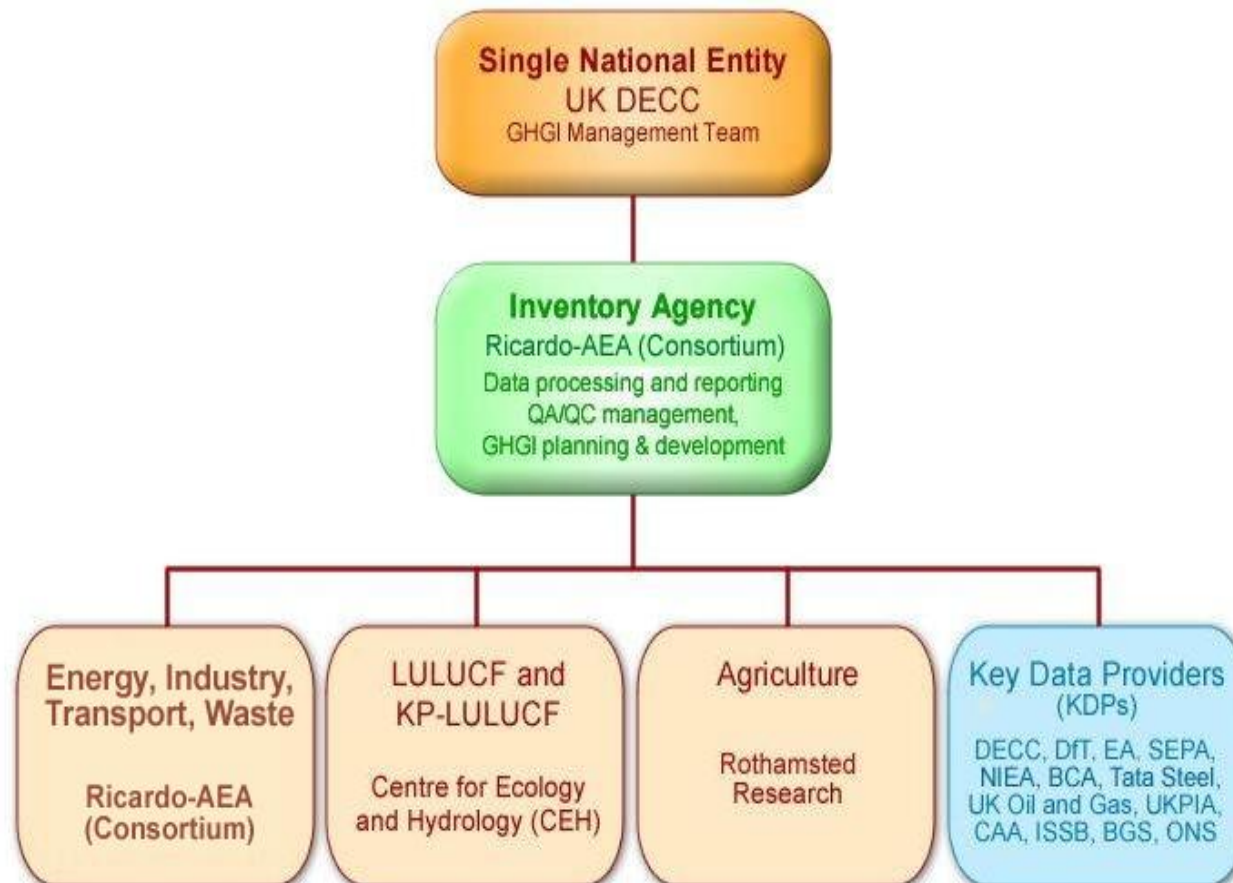 Single National Entity
UK DECC
GHGI Management Team
Inventory Agency
Ricardo-AEA (Consortium)
Data processing and reporting
QA/QC management,
GHGI planning & development
Energy, Industry,
Transport, Waste
Ricardo-AEA
(Consortium)
LULUCF and
KP-LULUCF
Centre for Ecology
and Hydrology (CEH)
Agriculture
Rothamsted
Research
Key Data Providers
(KDPs)
DECC, DfT, EA, SEPA,
NIEA, BCA, Tata Steel,
UK Oil and Gas, UKPIA,
CAA, ISSB, BGS, ONS